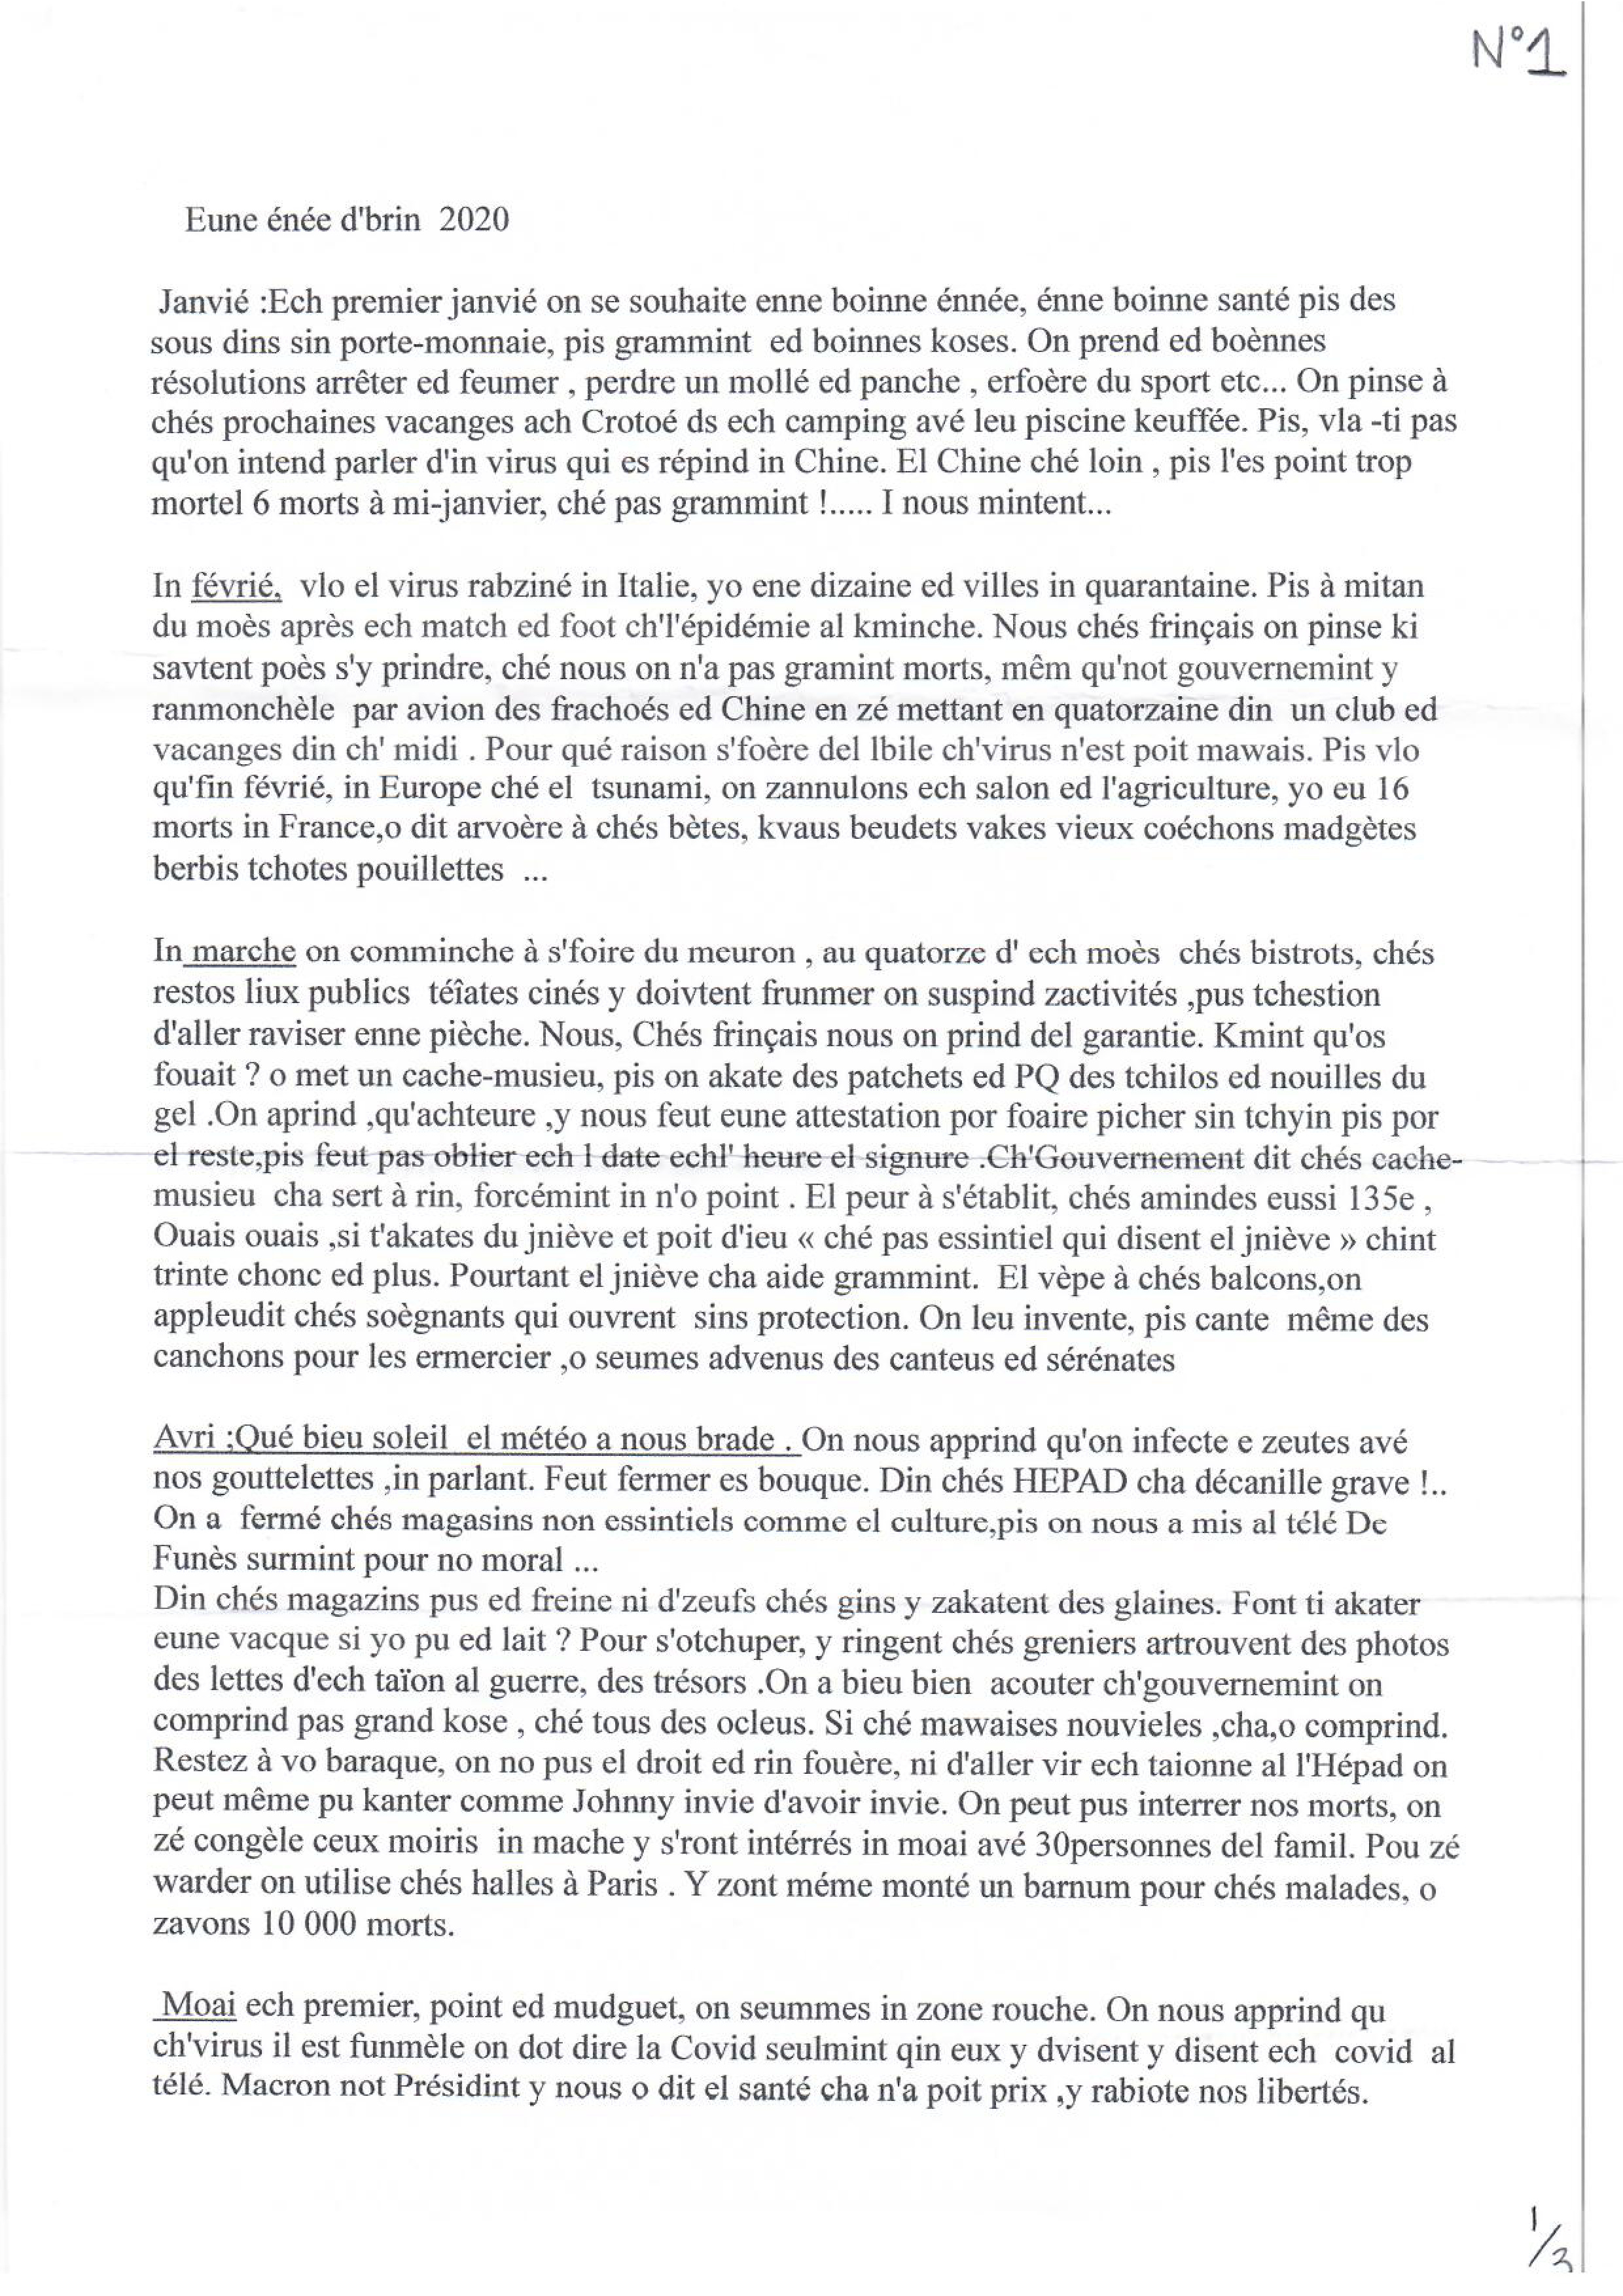 N°1
Eune énée d'brin 2020
Janvié :Ech premier janvié on se souhaite enne boinne énnée, énne boinne santé pis des
sous dins sin porte-monnaie, pis grammint ed boinnes koses. On prend ed boènnes
résolutions arrêter ed feumer , perdre un mollé ed panche , erfoère du sport etc... On pinse à
chés prochaines vacanges ach Crotoé ds ech camping avé leu piscine keuffée. Pis, vla -ti pas
qu'on intend parler d'in virus qui es répind in Chine. El Chine ché loin , pis l'es point trop
mortel 6 morts à mi-janvier, ché pas grammint !..... I nous mintent...
In févrié, vlo el virus rabziné in Italie, yo ene dizaine ed villes in quarantaine. Pis à mitan
du moès après ech match ed foot ch'l'épidémie al kminche. Nous chés frinçais on pinse ki
savtent poès s'y prindre, ché nous on n'a pas gramint morts, mêm qu'not gouvernemint y
ranmonchèle par avion des frachoés ed Chine en zé mettant en quatorzaine din un club ed
vacanges din ch' midi . Pour qué raison s'foère del lbile ch'virus n'est poit mawais. Pis vlo
qu'fin févrié, in Europe ché el tsunami, on zannulons ech salon ed l'agriculture, yo eu 16
morts in France,o dit arvoère à chés bètes, kvaus beudets vakes vieux coéchons madgètes
berbis tchotes pouillettes ...
In marche on comminche à s'foire du meuron , au quatorze d' ech moès chés bistrots, chés
restos liux publics téîates cinés y doivtent frunmer on suspind zactivités ,pus tchestion
d'aller raviser enne pièche. Nous, Chés frinçais nous on prind del garantie. Kmint qu'os
fouait ? o met un cache-musieu, pis on akate des patchets ed PQ des tchilos ed nouilles du
gel .On aprind ,qu'achteure ,y nous feut eune attestation por foaire picher sin tchyin pis por
el reste,pis feut pas oblier ech l date echl' heure el signure .Ch'Gouvernement dit chés cache-
musieu cha sert à rin, forcémint in n'o point . El peur à s'établit, chés amindes eussi 135e ,
Ouais ouais ,si t'akates du jniève et poit d'ieu « ché pas essintiel qui disent el jniève » chint
trinte chonc ed plus. Pourtant el jniève cha aide grammint. El vèpe à chés balcons,on
appleudit chés soègnants qui ouvrent sins protection. On leu invente, pis cante même des
canchons pour les ermercier ,o seumes advenus des canteus ed sérénates
Avri ;Qué bieu soleil el météo a nous brade . On nous apprind qu'on infecte e zeutes avé
nos gouttelettes ,in parlant. Feut fermer es bouque. Din chés HEPAD cha décanille grave !..
On a fermé chés magasins non essintiels comme el culture,pis on nous a mis al télé De
Funès surmint pour no moral ...
Din chés magazins pus ed freine ni d'zeufs chés gins y zakatent des glaines. Font ti akater
eune vacque si yo pu ed lait ? Pour s'otchuper, y ringent chés greniers artrouvent des photos
des lettes d'ech taïon al guerre, des trésors .On a bieu bien acouter ch'gouvernemint on
comprind pas grand kose , ché tous des ocleus. Si ché mawaises nouvieles ,cha,o comprind.
Restez à vo baraque, on no pus el droit ed rin fouère, ni d'aller vir ech taionne al l'Hépad on
peut même pu kanter comme Johnny invie d'avoir invie. On peut pus interrer nos morts, on
zé congèle ceux moiris in mache y s'ront intérrés in moai avé 30personnes del famil. Pou zé
warder on utilise chés halles à Paris . Y zont méme monté un barnum pour chés malades, o
zavons 10 000 morts.
Moai ech premier, point ed mudguet, on seummes in zone rouche. On nous apprind qu
ch'virus il est funmèle on dot dire la Covid seulmint qin eux y dvisent y disent ech covid al
télé. Macron not Présidint y nous o dit el santé cha n'a poit prix ,y rabiote nos libertés.
1/3